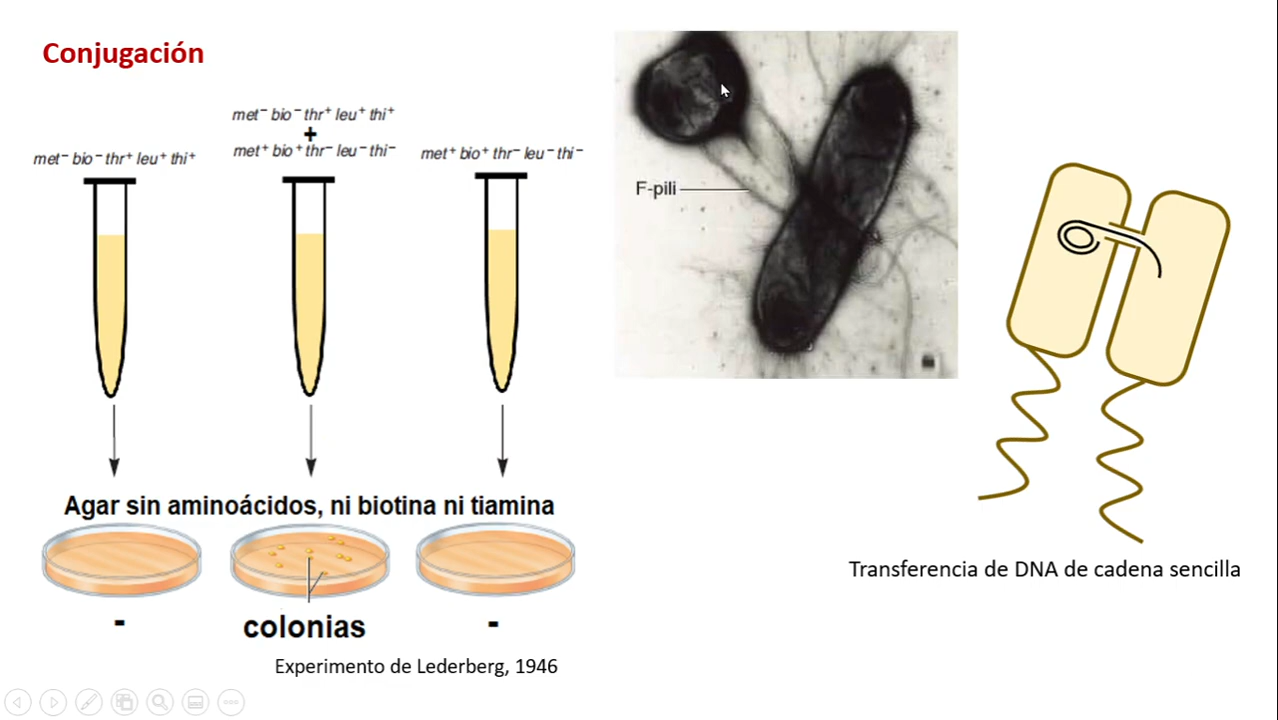 Conjugación
met⁻ bio⁻ thr⁺ leu⁺ thi⁺
met⁻ bio⁻ thr⁺ leu⁺ thi⁺
+
met⁺ bio⁺ thr⁻ leu⁻ thi⁻
met⁺ bio⁺ thr⁻ leu⁻ thi⁻
Agar sin aminoácidos, ni biotina ni tiamina
-
colonias
-
Experimento de Lederberg, 1946
F-pili
Transferencia de DNA de cadena sencilla